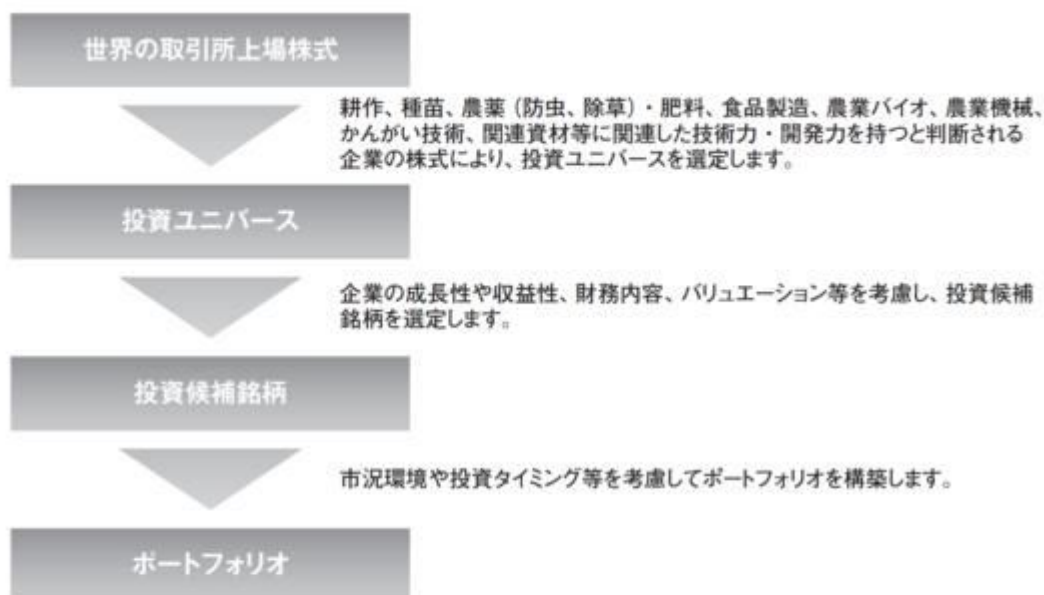 世界の取引所上場株式
耕作、種苗、農薬（防虫、除草）・肥料、食品製造、農業バイオ、農業機械、
かんがい技術、関連資材等に関連した技術力・開発力を持つと判断される
企業の株式により、投資ユニバースを選定します。
投資ユニバース
企業の成長性や収益性、財務内容、バリュエーション等を考慮し、投資候補
銘柄を選定します。
投資候補銘柄
市況環境や投資タイミング等を考慮してポートフォリオを構築します。
ポートフォリオ